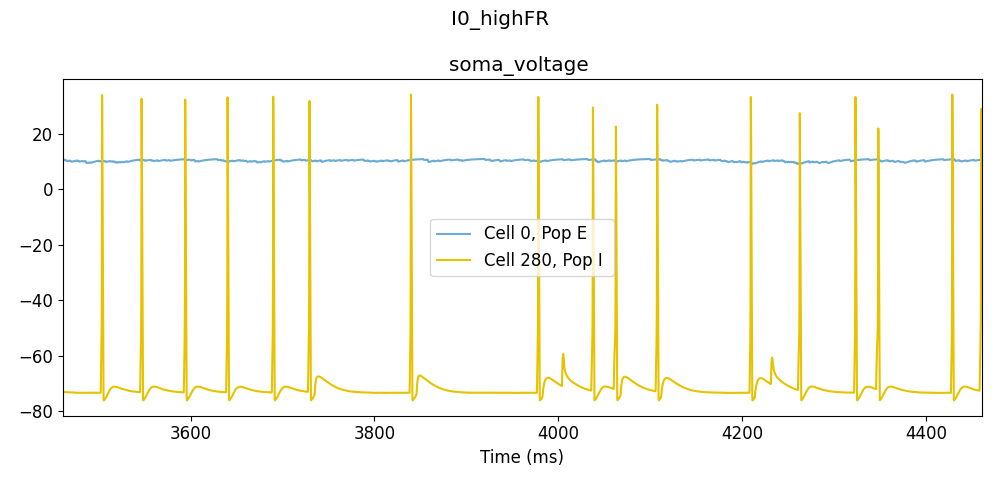 I0_highFR
soma_voltage
20
0
−20
−40
−60
−80
Cell 0, Pop E
Cell 280, Pop I
3600 3800 4000 4200 4400
Time (ms)